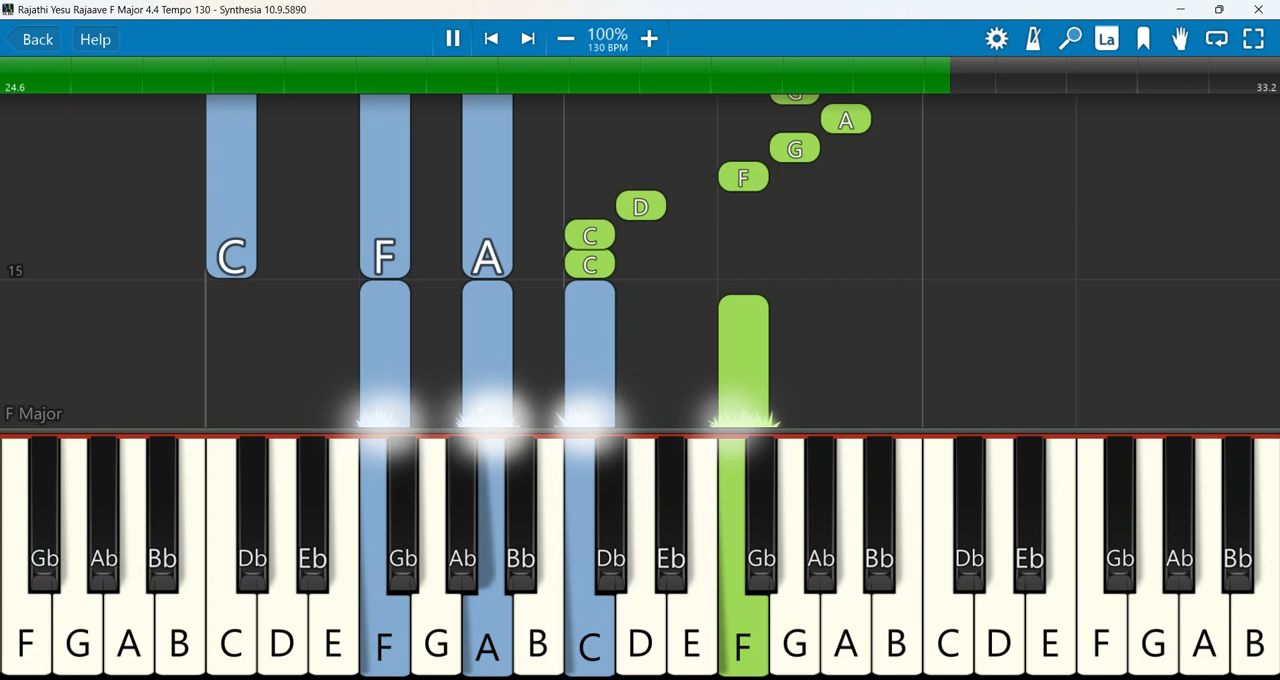 Rajathi Yesu Rajaave F Major 4.4 Tempo 130 - Synthesia 10.9.5890
Back Help 100% La
130 BPM
24.6 33.2
G
A
G
F
D
C
C F A C
15
F Major
Gb Ab Bb Db Eb Gb Ab Bb Db Eb Gb Ab Bb Db Eb Gb Ab Bb
F G A B C D E F G A B C D E F G A B C D E F G A B